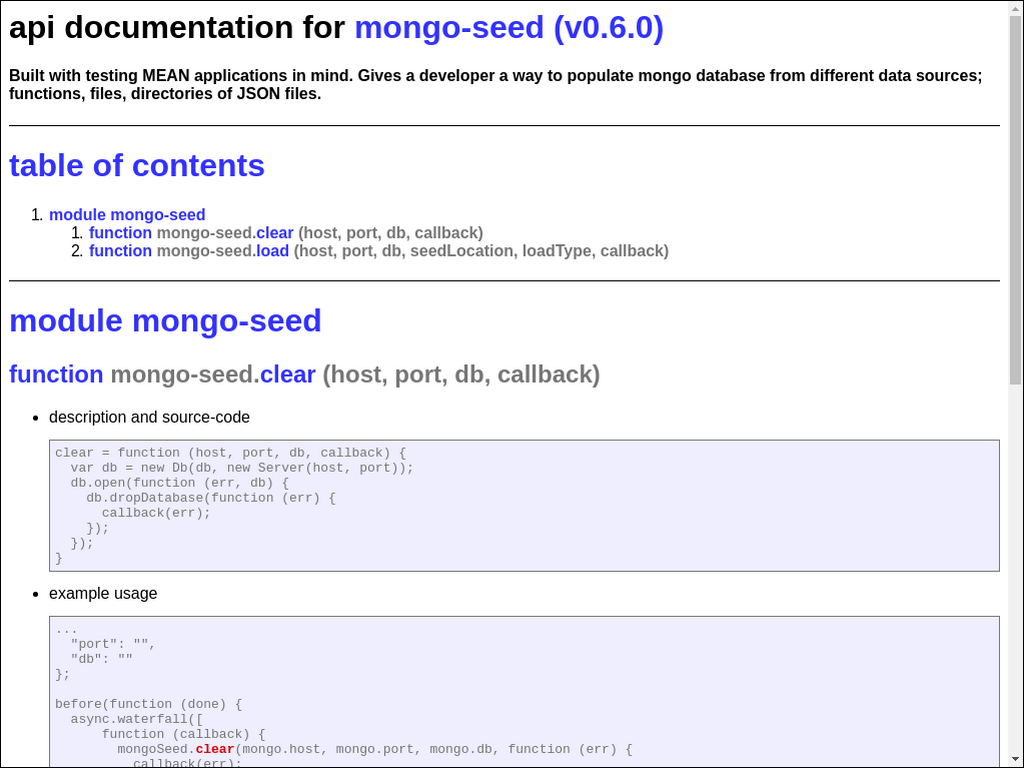 api documentation for mongo-seed (v0.6.0)
Built with testing MEAN applications in mind. Gives a developer a way to populate mongo database from different data sources;
functions, files, directories of JSON files.
table of contents
1. module mongo-seed
1. function mongo-seed.clear (host, port, db, callback)
2. function mongo-seed.load (host, port, db, seedLocation, loadType, callback)
module mongo-seed
function mongo-seed.clear (host, port, db, callback)
• description and source-code
clear = function (host, port, db, callback) {
  var db = new Db(db, new Server(host, port));
  db.open(function (err, db) {
    db.dropDatabase(function (err) {
      callback(err);
    });
  });
}
• example usage
...
  "port": "",
  "db": ""
};
before(function (done) {
  async.waterfall([
      function (callback) {
        mongoSeed.clear(mongo.host, mongo.port, mongo.db, function (err) {
          callback(err);